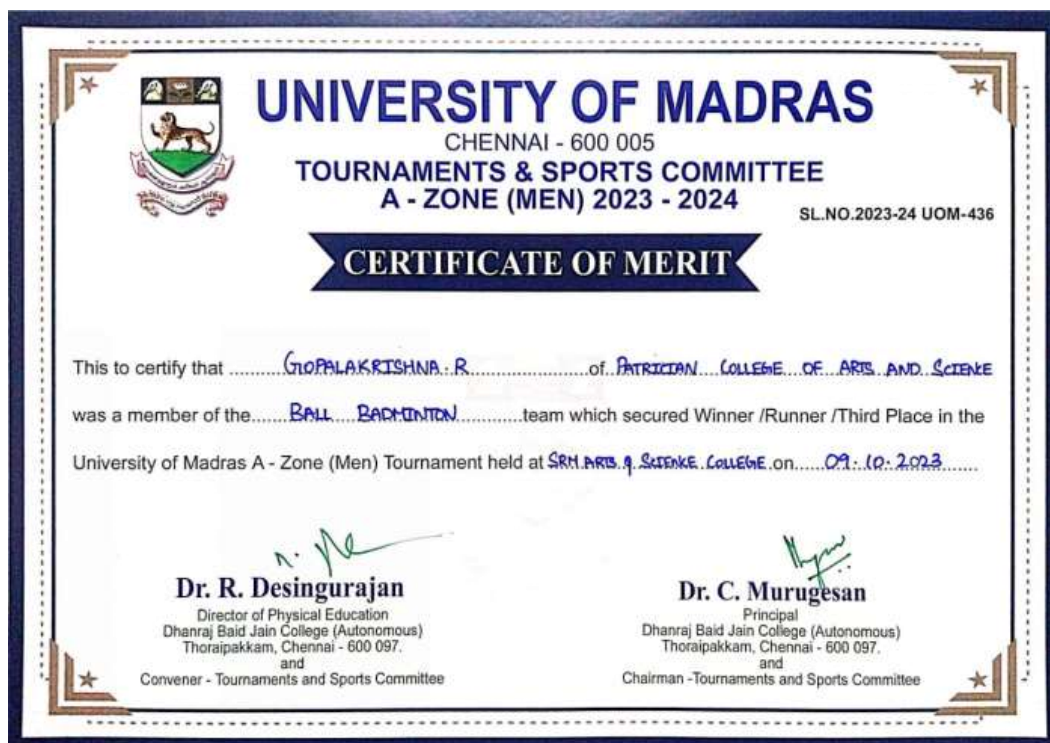 UNIVERSITY OF MADRAS
CHENNAI - 600 005
TOURNAMENTS & SPORTS COMMITTEE
A - ZONE (MEN) 2023 - 2024
SL.NO.2023-24 UOM-436
CERTIFICATE OF MERIT
This to certify that ..........GOPALAKRISHNA. R......................of..PATRICIAN...COLLEGE...OF..ARTS..AND..SCIENCE
was a member of the.......BALL....BADMINTON............team which secured Winner /Runner /Third Place in the
University of Madras A - Zone (Men) Tournament held at SRM ARTS & SCIENCE COLLEGE on......09.10.2023......
Dr. R. Desingurajan
Director of Physical Education
Dhanraj Baid Jain College (Autonomous)
Thoraipakkam, Chennai - 600 097.
and
Convener - Tournaments and Sports Committee
Dr. C. Murugesan
Principal
Dhanraj Baid Jain College (Autonomous)
Thoraipakkam, Chennai - 600 097.
and
Chairman -Tournaments and Sports Committee